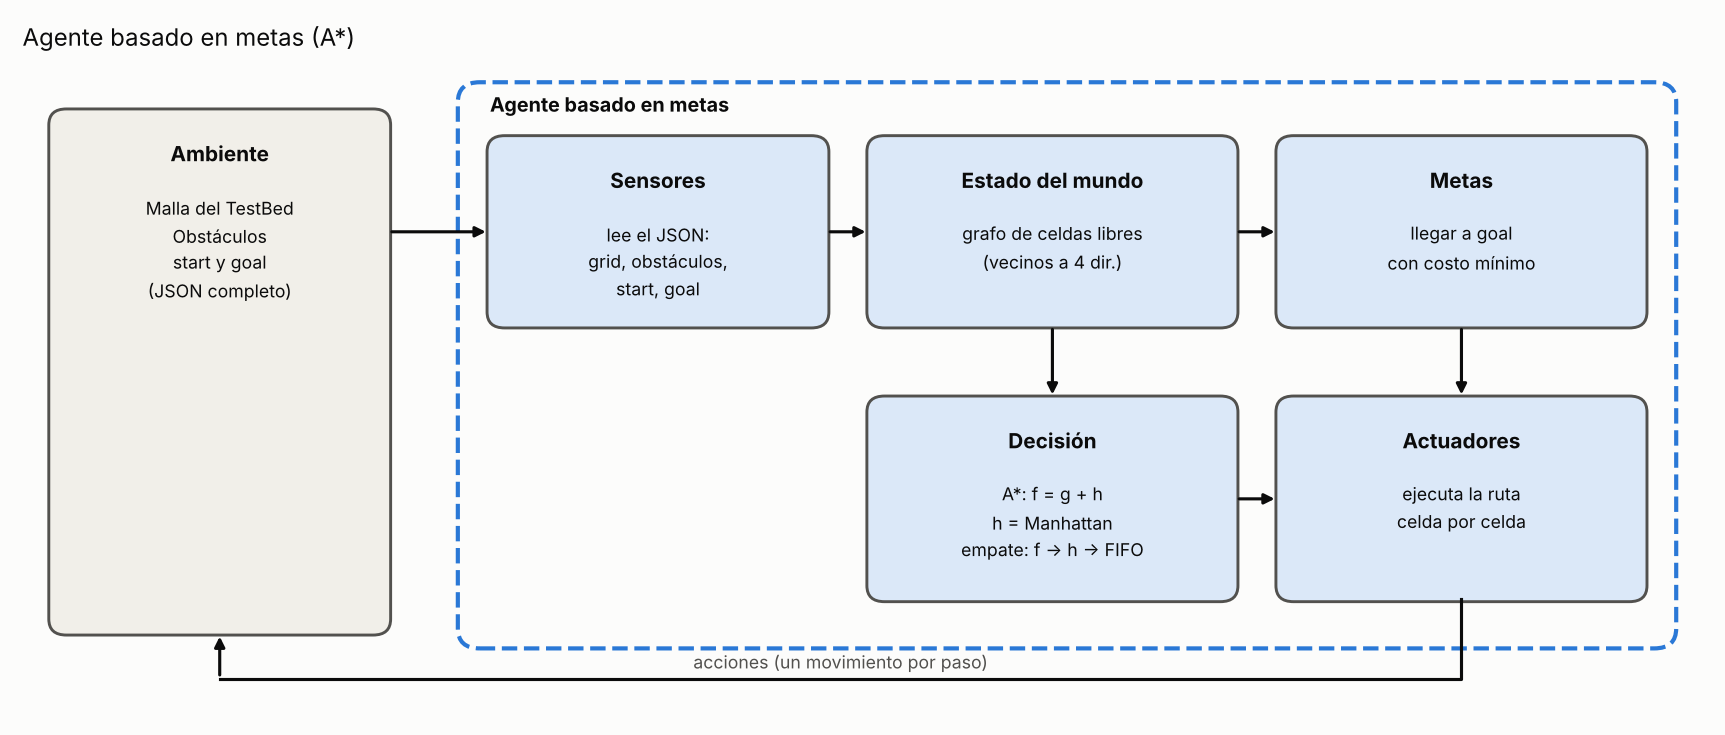 Agente basado en metas (A*)
Agente basado en metas
Ambiente
Malla del TestBed
Obstáculos
start y goal
(JSON completo)
Sensores
lee el JSON:
grid, obstáculos,
start, goal
Estado del mundo
grafo de celdas libres
(vecinos a 4 dir.)
Metas
llegar a goal
con costo mínimo
Decisión
A*: f = g + h
h = Manhattan
empate: f → h → FIFO
Actuadores
ejecuta la ruta
celda por celda
acciones (un movimiento por paso)